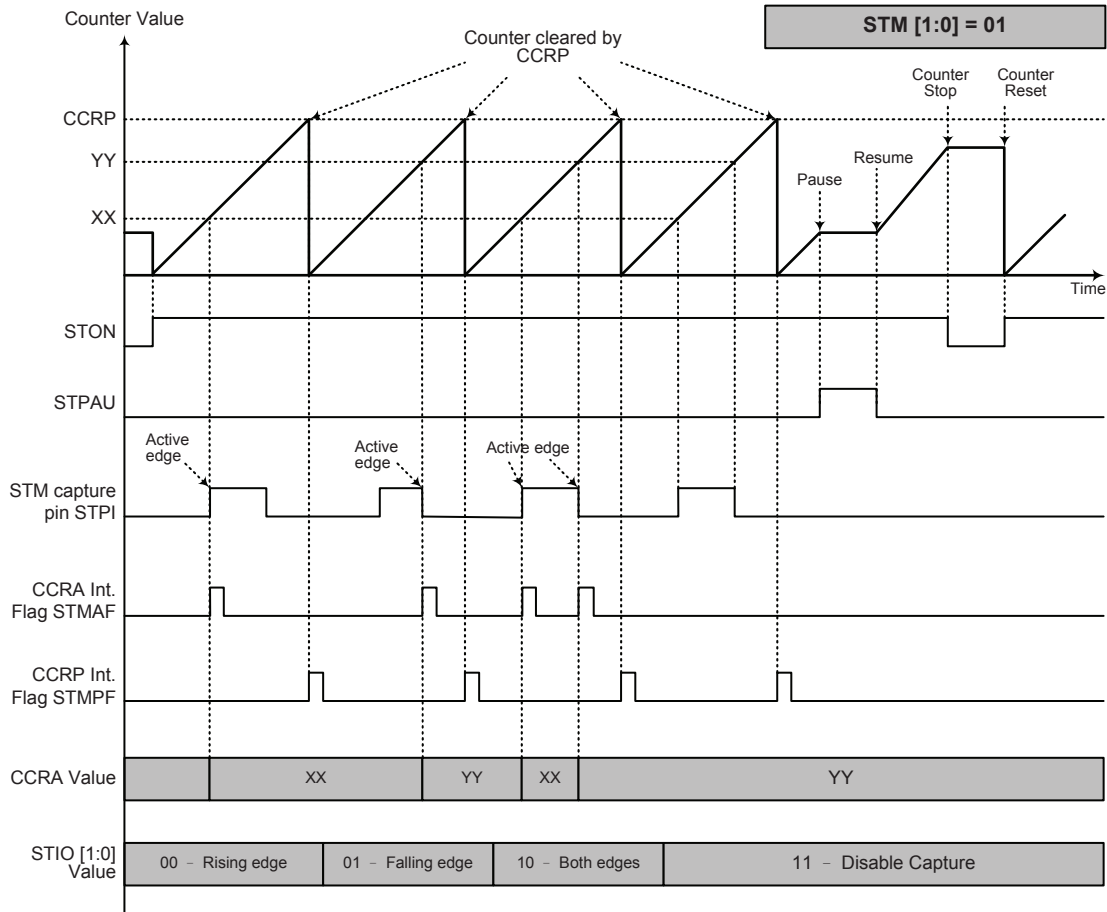 Counter Value
STM [1:0] = 01
Counter cleared by
CCRP
Counter
Stop
Counter
Reset
CCRP
YY
Resume
Pause
XX
Time
STON
STPAU
Active
edge
Active
edge
Active edge
STM capture
pin STPI
CCRA Int.
Flag STMAF
CCRP Int.
Flag STMPF
CCRA Value
XX
YY
XX
YY
STIO [1:0]
Value
00 - Rising edge
01 - Falling edge
10 - Both edges
11 - Disable Capture